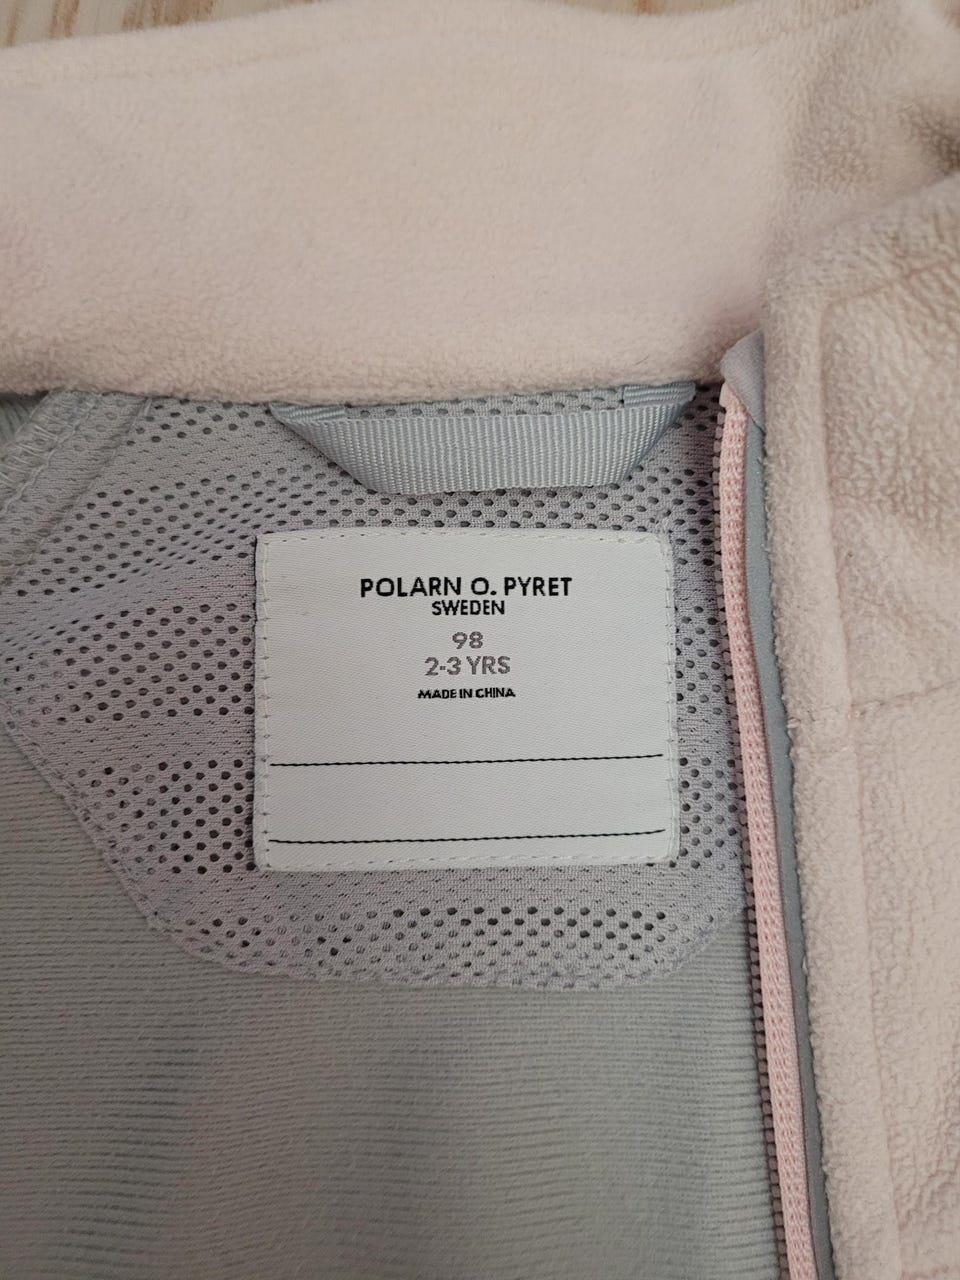 POLARN O. PYRET
SWEDEN
98
2-3 YRS
MADE IN CHINA